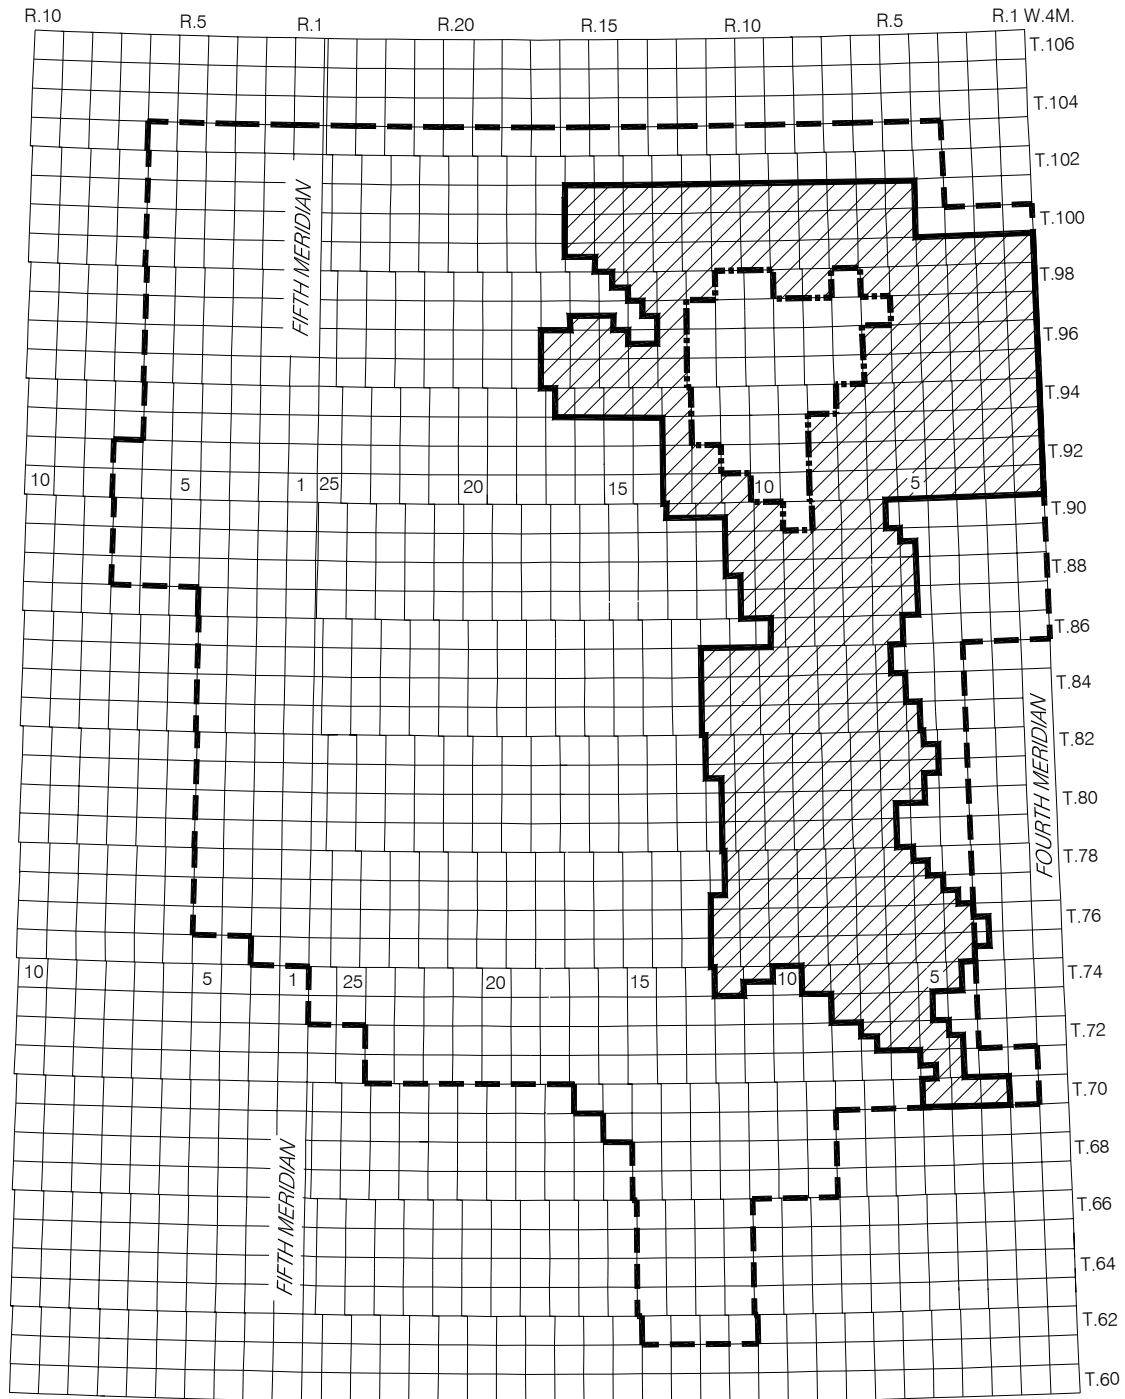 R.10 R.5 R.1 R.20 R.15 R.10 R.5 R.1 W.4M.
T.106
T.104
T.102
T.100
T.98
T.96
T.94
T.92
T.90
T.88
T.86
T.84
T.82
T.80
T.78
T.76
T.74
T.72
T.70
T.68
T.66
T.64
T.62
T.60
FIFTH MERIDIAN
10 5 1 25 20 15 10 5
FOURTH MERIDIAN
10 5 1 25 20 15 10 5
FIFTH MERIDIAN